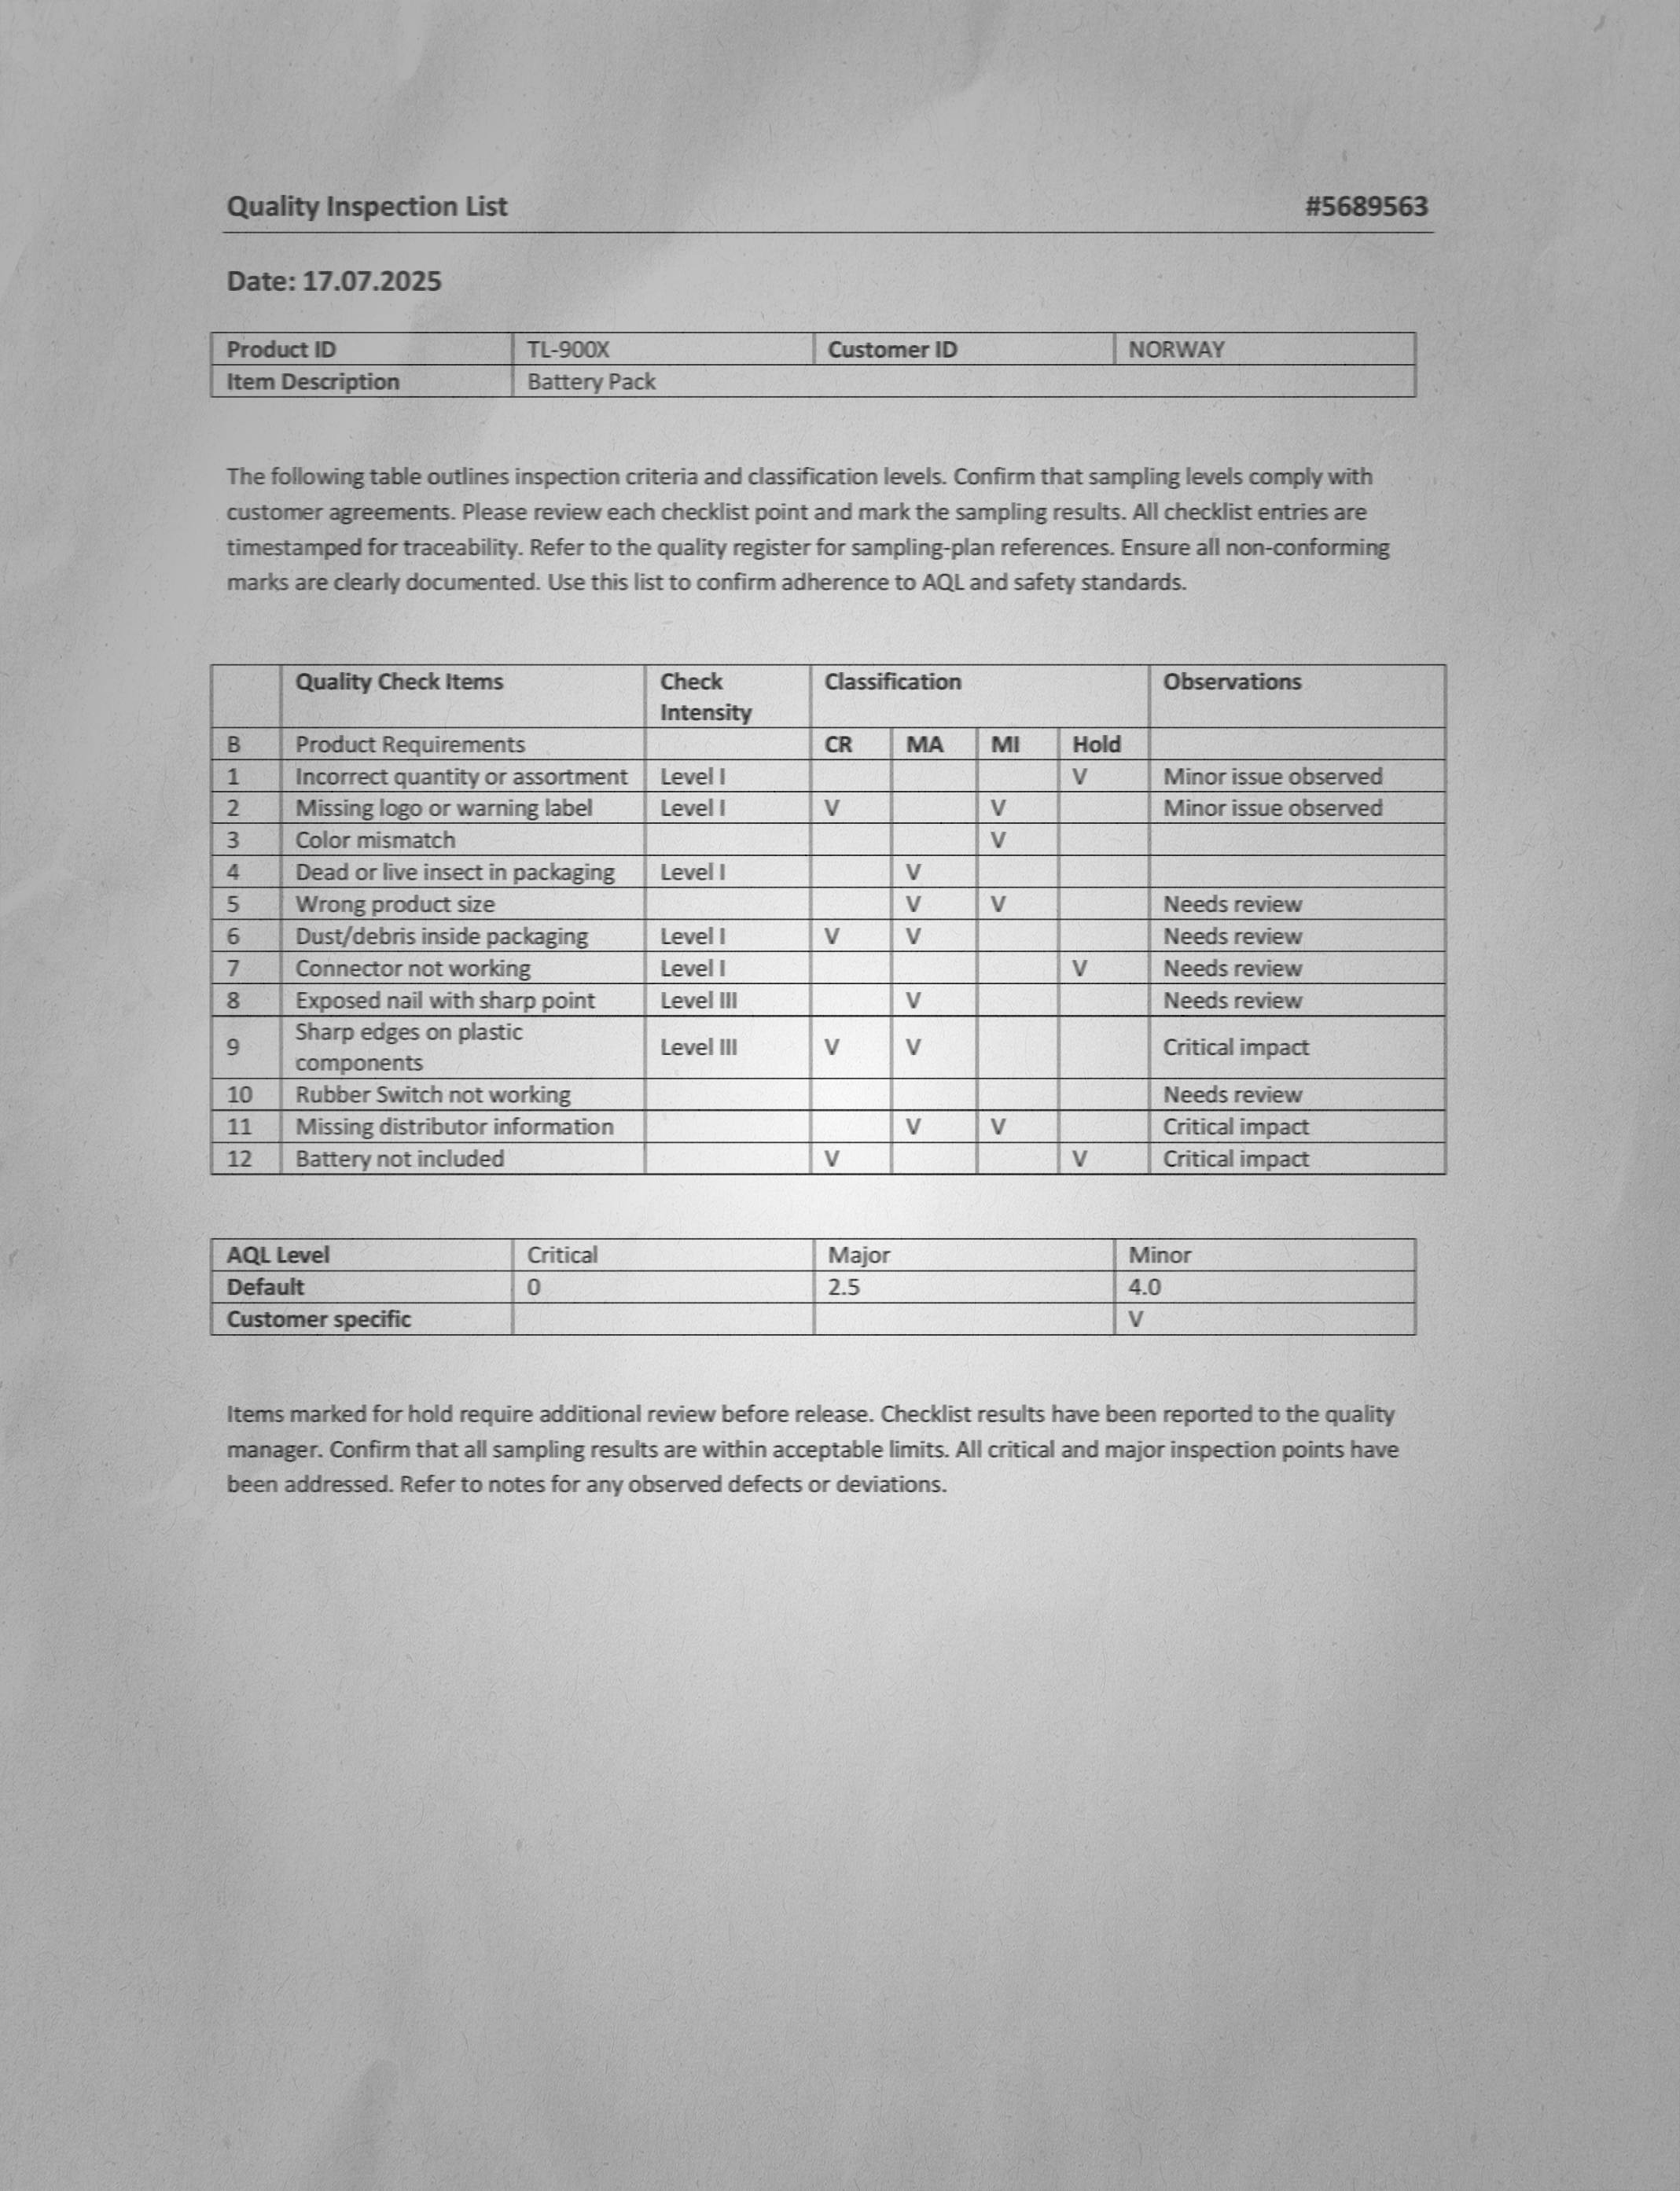 Quality Inspection List #5689563
Date: 17.07.2025
Product ID TL-900X Customer ID NORWAY
Item Description Battery Pack
The following table outlines inspection criteria and classification levels. Confirm that sampling levels comply with
customer agreements. Please review each checklist point and mark the sampling results. All checklist entries are
timestamped for traceability. Refer to the quality register for sampling-plan references. Ensure all non-conforming
marks are clearly documented. Use this list to confirm adherence to AQL and safety standards.
Quality Check Items Check Intensity Classification Observations
B Product Requirements CR MA MI Hold
1 Incorrect quantity or assortment Level I V Minor issue observed
2 Missing logo or warning label Level I V V Minor issue observed
3 Color mismatch V
4 Dead or live insect in packaging Level I V
5 Wrong product size V V Needs review
6 Dust/debris inside packaging Level I V V Needs review
7 Connector not working Level I V Needs review
8 Exposed nail with sharp point Level III V Needs review
9 Sharp edges on plastic components Level III V V Critical impact
10 Rubber Switch not working Needs review
11 Missing distributor information V V Critical impact
12 Battery not included V V Critical impact
AQL Level Critical Major Minor
Default 0 2.5 4.0
Customer specific V
Items marked for hold require additional review before release. Checklist results have been reported to the quality
manager. Confirm that all sampling results are within acceptable limits. All critical and major inspection points have
been addressed. Refer to notes for any observed defects or deviations.